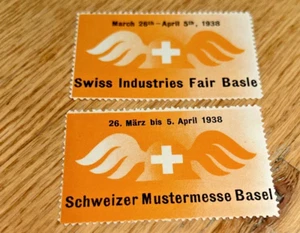 March 26th - April 5th, 1938
Swiss Industries Fair Basle
26. März bis 5. April 1938
Schweizer Mustermesse Basel